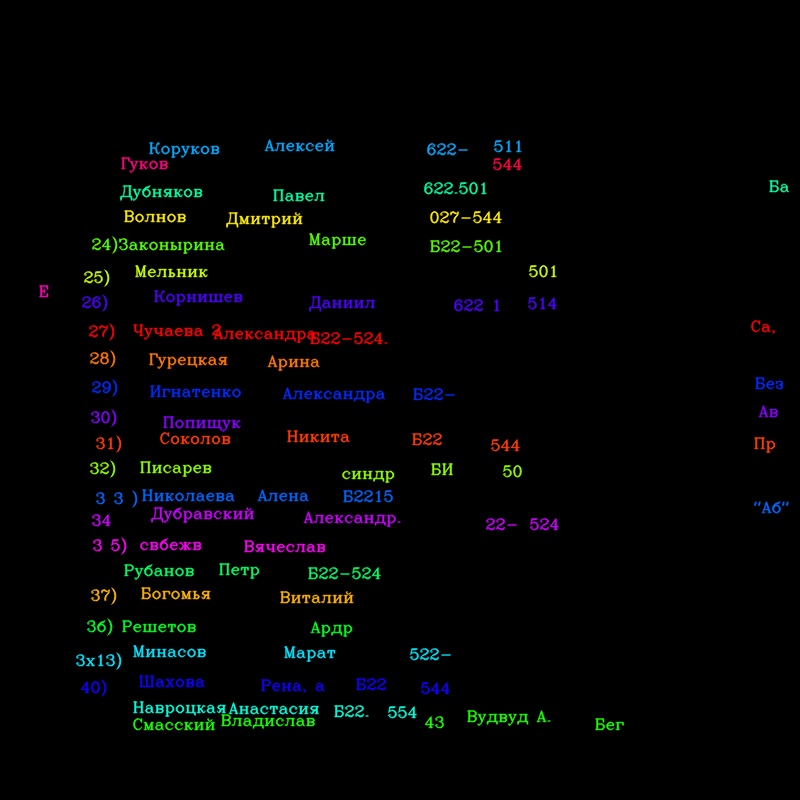 Коруков Алексей 622- 511
Гуков 544
Дубняков Павел 622.501 Ба
Волнов Дмитрий 027-544
24)Законырина Марше Б22-501
25) Мельник 501
Е
26) Корнишев Даниил 622 1 514
27) Чучаева 2 Александра Б22-524. Са,
28) Гурецкая Арина
29) Игнатенко Александра Б22- Без
30) Попищук Ав
31) Соколов Никита Б22 544 Пр
32) Писарев синдр БИ 50
3 3 ) Николаева Алена Б2215 "Аб"
34 Дубравский Александр. 22- 524
3 5) свбежв Вячеслав
Рубанов Петр Б22-524
37) Богомья Виталий
3б) Решетов Ардр
3х13) Минасов Марат 522-
40) Шахова Рена, а Б22 544
Навроцкая Анастасия Б22. 554
Смасский Владислав 43 Вудвуд А. Бег